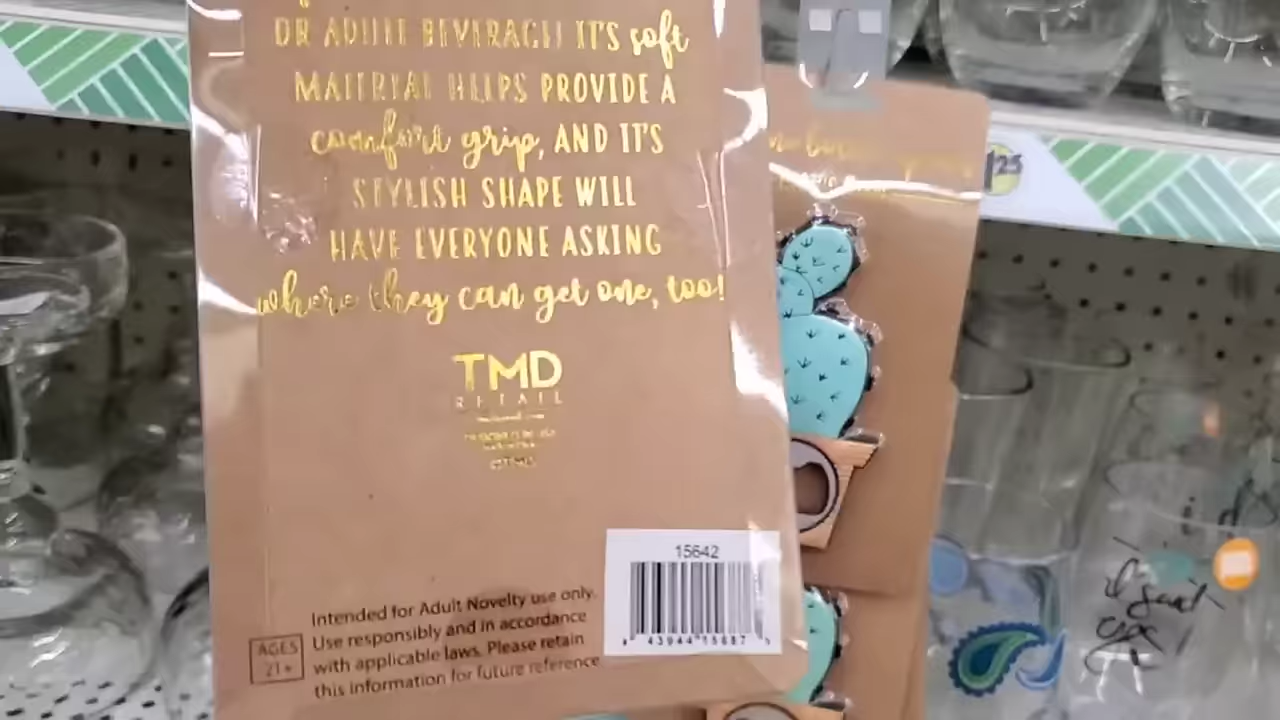 OR ADULT BEVERAGE! IT'S soft
MATERIAL HELPS PROVIDE A
comfort grip, AND IT'S
STYLISH SHAPE WILL
HAVE EVERYONE ASKING
where they can get one, too!
TMD
RETAIL
15642
Intended for Adult Novelty use only.
Use responsibly and in accordance
with applicable laws. Please retain
this information for future reference
AGES
21+